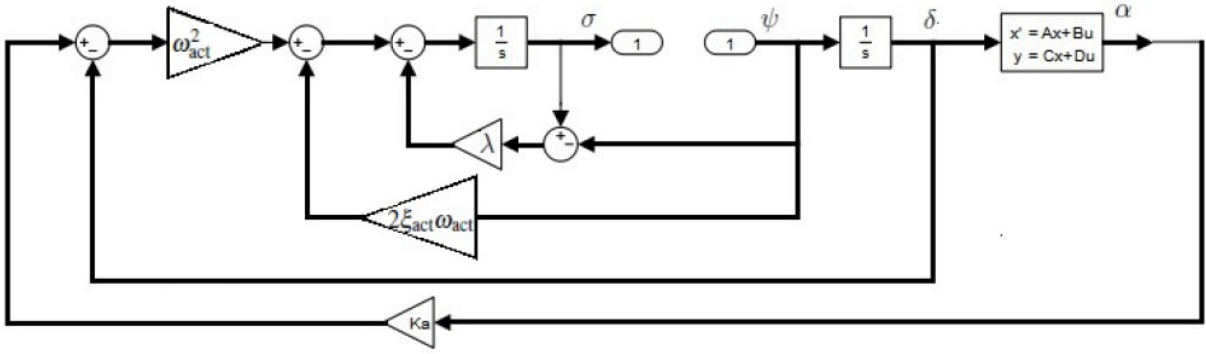 σ ψ δ. α
+ − ω²act + − + − 1/s 1 1 1/s x' = Ax+Bu
y = Cx+Du
λ + −
2ξactωact
Ka